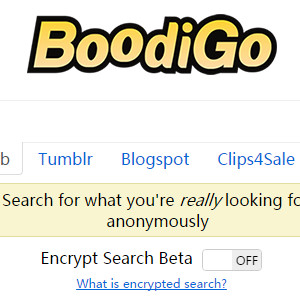 BoodiGo
b Tumblr Blogspot Clips4Sale
Search for what you're really looking fo
anonymously
Encrypt Search Beta OFF
What is encrypted search?